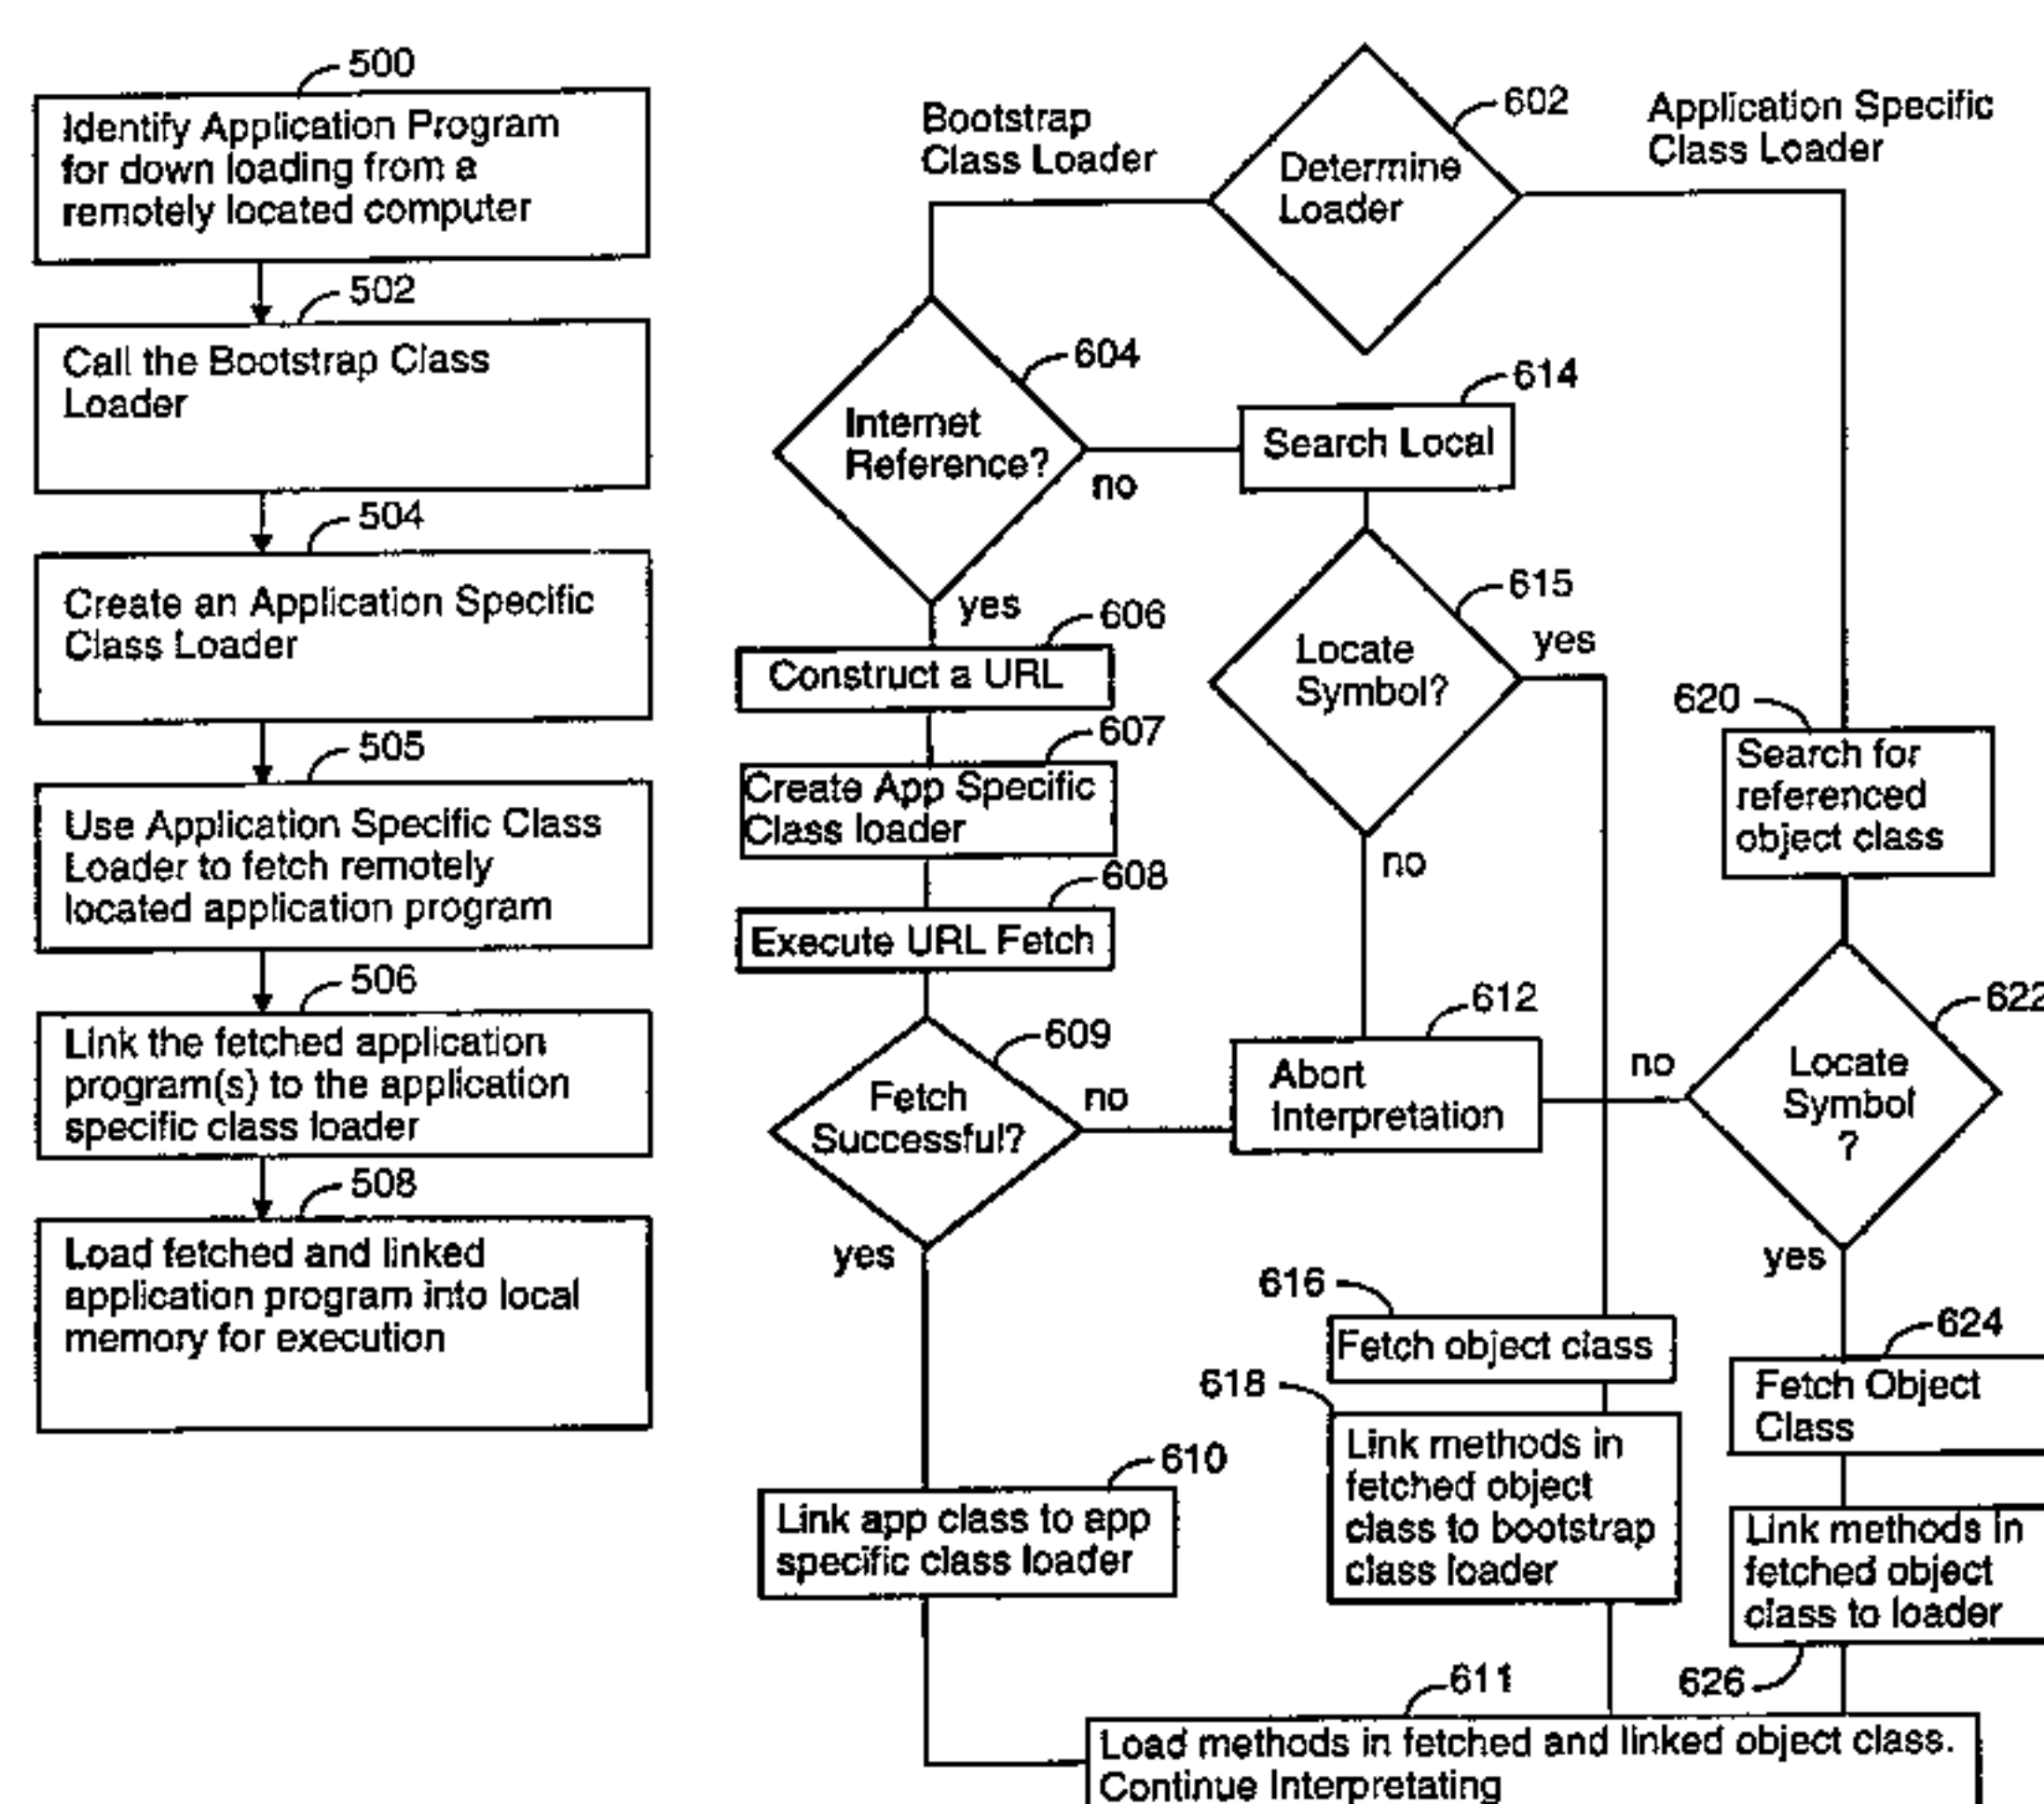 500
Identify Application Program
for down loading from a
remotely located computer
502
Call the Bootstrap Class
Loader
504
Create an Application Specific
Class Loader
505
Use Application Specific Class
Loader to fetch remotely
located application program
506
Link the fetched application
program(s) to the application
specific class loader
508
Load fetched and linked
application program into local
memory for execution
Bootstrap
Class Loader
602
Determine
Loader
Application Specific
Class Loader
604
Internet
Reference?
no
yes
614
Search Local
606
Construct a URL
615
Locate
Symbol?
yes
no
607
Create App Specific
Class loader
608
Execute URL Fetch
620
Search for
referenced
object class
609
Fetch
Successful?
no
yes
612
Abort
Interpretation
no
622
Locate
Symbol
?
yes
616
Fetch object class
618
Link methods in
fetched object
class to bootstrap
class loader
624
Fetch Object
Class
610
Link app class to app
specific class loader
Link methods in
fetched object
class to loader
626
611
Load methods in fetched and linked object class.
Continue Interpretating